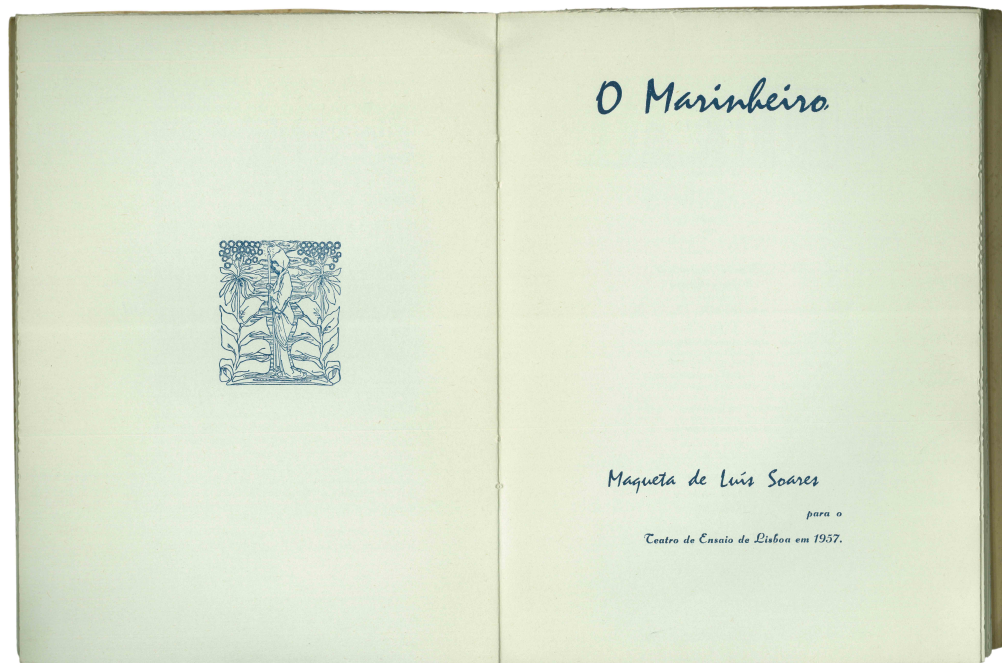 O Marinheiro
Maqueta de Luís Soares
para o
Teatro de Ensaio de Lisboa em 1957.